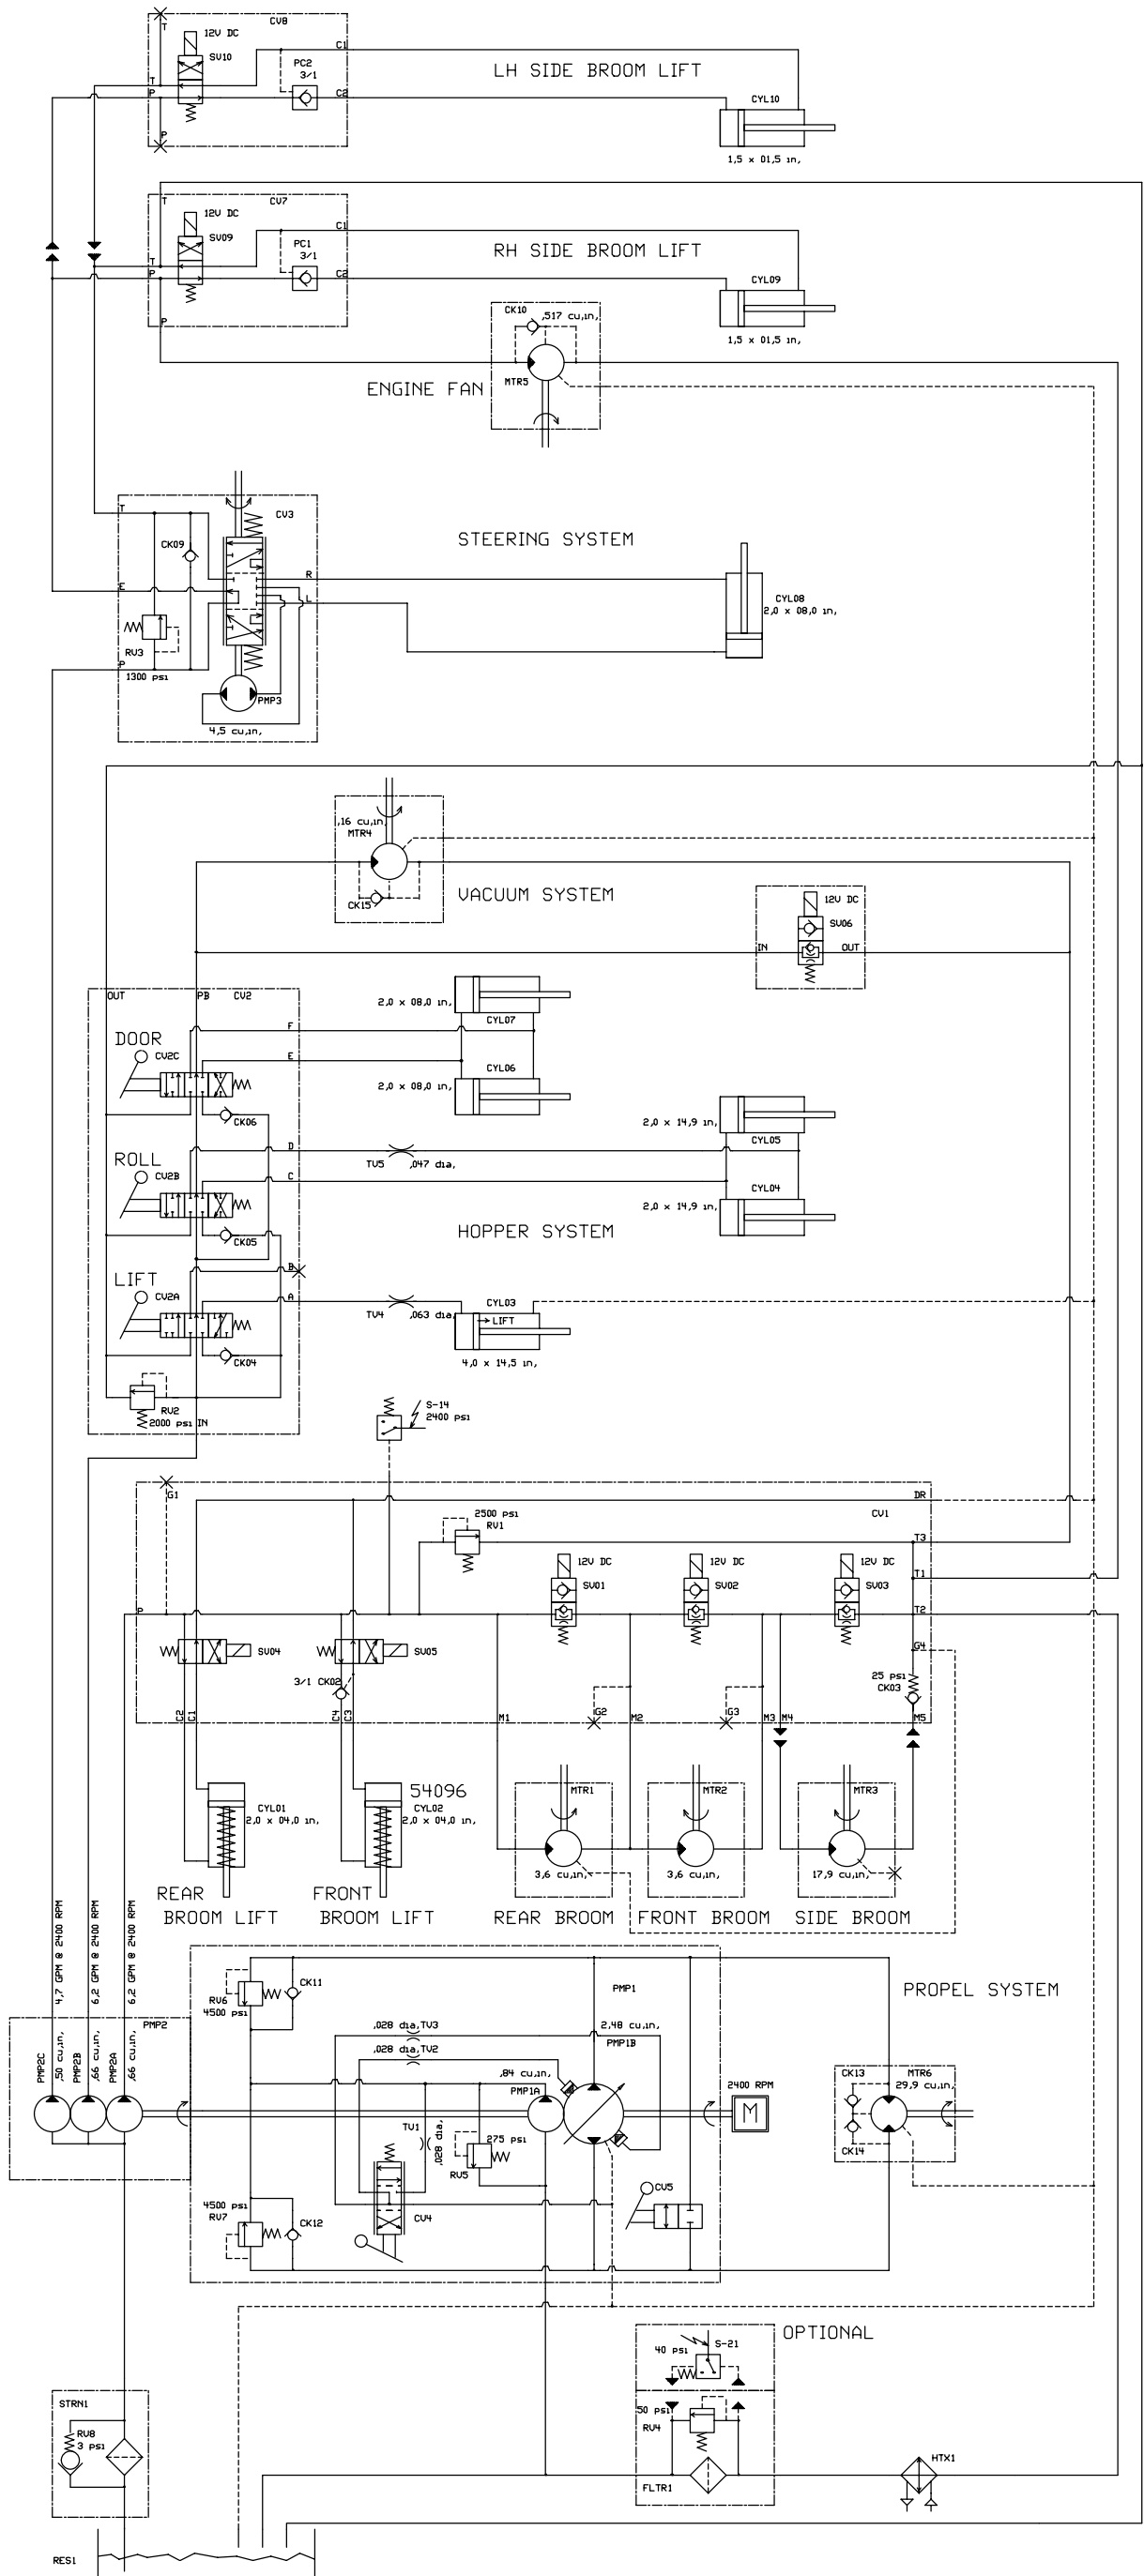 CV8
T
12V DC
SV10
C1
PC2
3/1
LH SIDE BROOM LIFT
T
P
C2
CYL10
P
1,5 x 01,5 in,
T
CV7
12V DC
SV09
C1
PC1
3/1
RH SIDE BROOM LIFT
T
P
C2
CYL09
P
CK10
,517 cu,in,
1,5 x 01,5 in,
MTR5
ENGINE FAN
T
CV3
CK09
STEERING SYSTEM
R
E
L
CYL08
2,0 x 08,0 in,
RV3
P
1300 psi
PMP3
4,5 cu,in,
,16 cu,in,
MTR4
CK15
VACUUM SYSTEM
12V DC
SV06
IN
OUT
OUT
PB
CV2
2,0 x 08,0 in,
CYL07
F
DOOR
CV2C
E
CYL06
2,0 x 08,0 in,
CK06
2,0 x 14,9 in,
CYL05
D
TV5
,047 dia,
ROLL
CV2B
C
CYL04
2,0 x 14,9 in,
CK05
HOPPER SYSTEM
B
LIFT
CV2A
A
TV4
,063 dia,
CYL03
LIFT
CK04
4,0 x 14,5 in,
RV2
2000 psi IN
S-14
2400 psi
G1
DR
2500 psi
RV1
CV1
T3
12V DC
SV01
12V DC
SV02
12V DC
SV03
T1
P
T2
SV04
SV05
G4
3/1 CK02
25 psi
CK03
C2
C1
C4
C3
M1
G2
M2
G3
M3
M4
M5
54096
CYL01
2,0 x 04,0 in,
CYL02
2,0 x 04,0 in,
MTR1
MTR2
MTR3
3,6 cu,in,
3,6 cu,in,
17,9 cu,in,
REAR
BROOM LIFT
FRONT
BROOM LIFT
REAR BROOM
FRONT BROOM
SIDE BROOM
4,7 GPM @ 2400 RPM
6,2 GPM @ 2400 RPM
6,2 GPM @ 2400 RPM
RV6
4500 psi
CK11
PMP1
PROPEL SYSTEM
PMP2
PMP2C
,50 cu,in,
PMP2B
,66 cu,in,
PMP2A
,66 cu,in,
,028 dia,
TV3
,028 dia,
TV2
2,48 cu,in,
PMP1B
,84 cu,in,
PMP1A
2400 RPM
M
CK13
MTR6
29,9 cu,in,
CK14
TV1
,028 dia,
275 psi
RV5
CV5
4500 psi
RV7
CK12
CV4
OPTIONAL
S-21
40 psi
STRN1
RV8
3 psi
50 psi
RV4
FLTR1
HTX1
RES1